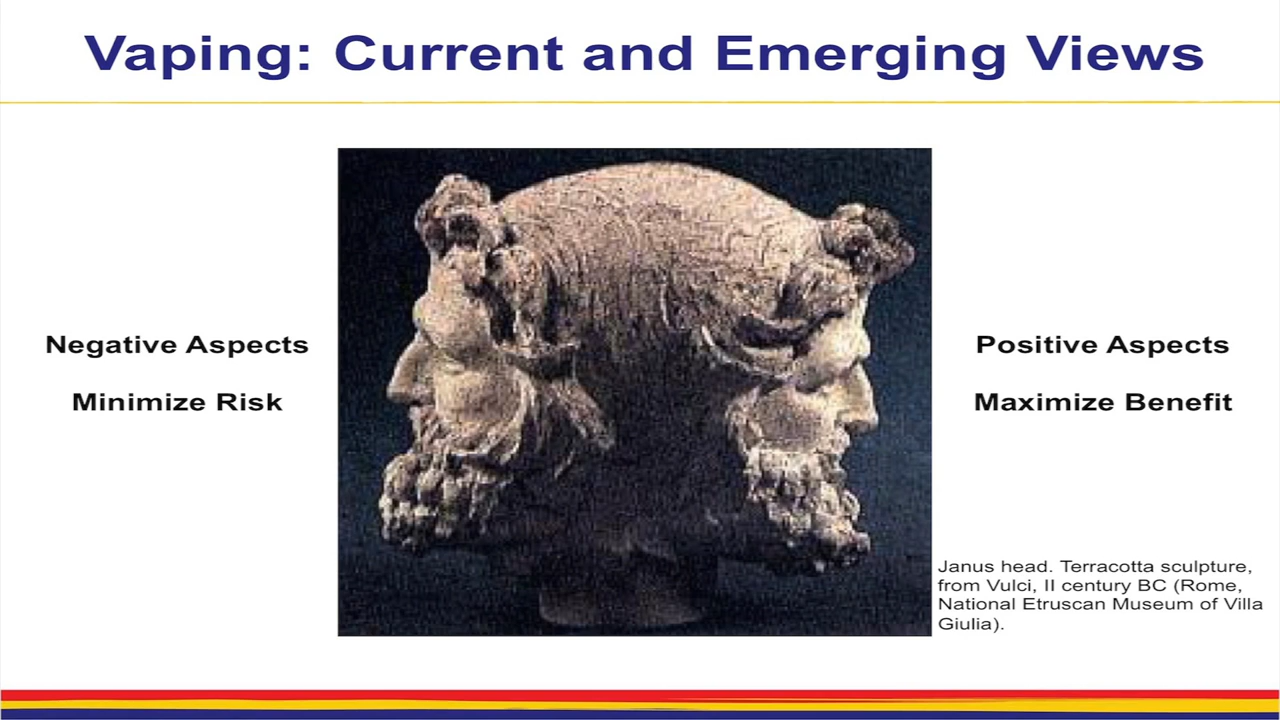 Vaping: Current and Emerging Views
Negative Aspects
Minimize Risk
Positive Aspects
Maximize Benefit
Janus head. Terracotta sculpture,
from Vulci, II century BC (Rome,
National Etruscan Museum of Villa
Giulia).